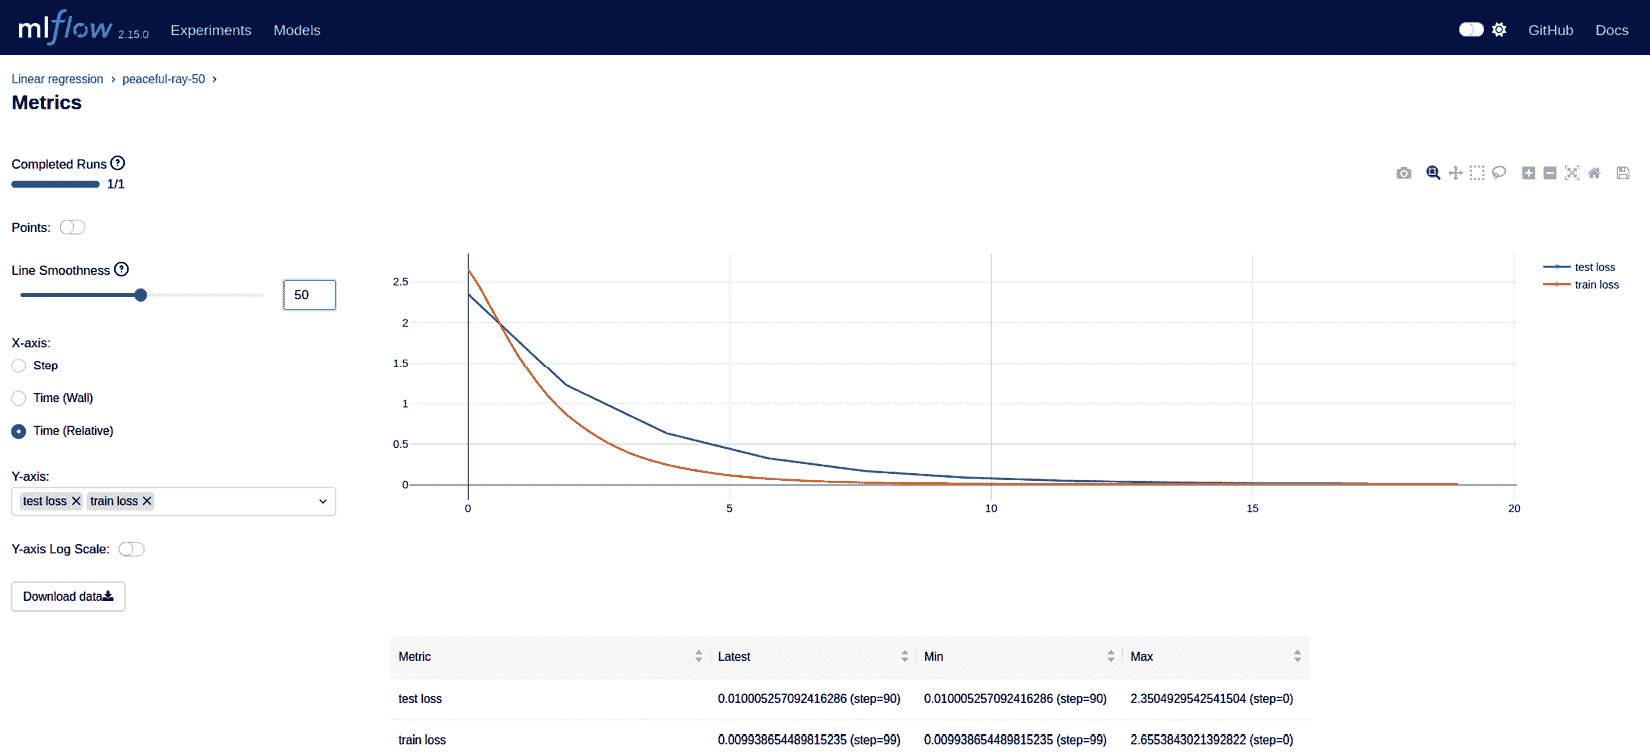 mlflow 2.15.0 Experiments Models GitHub Docs
Linear regression › peaceful-ray-50 ›
Metrics
Completed Runs ?
1/1
Points:
Line Smoothness ?
50
X-axis:
Step
Time (Wall)
Time (Relative)
Y-axis:
test loss × train loss ×
Y-axis Log Scale:
Download data
2.5
2
1.5
1
0.5
0
0 5 10 15 20
test loss
train loss
Metric Latest Min Max
test loss 0.010005257092416286 (step=90) 0.010005257092416286 (step=90) 2.3504929542541504 (step=0)
train loss 0.009938654489815235 (step=99) 0.009938654489815235 (step=99) 2.6553843021392822 (step=0)